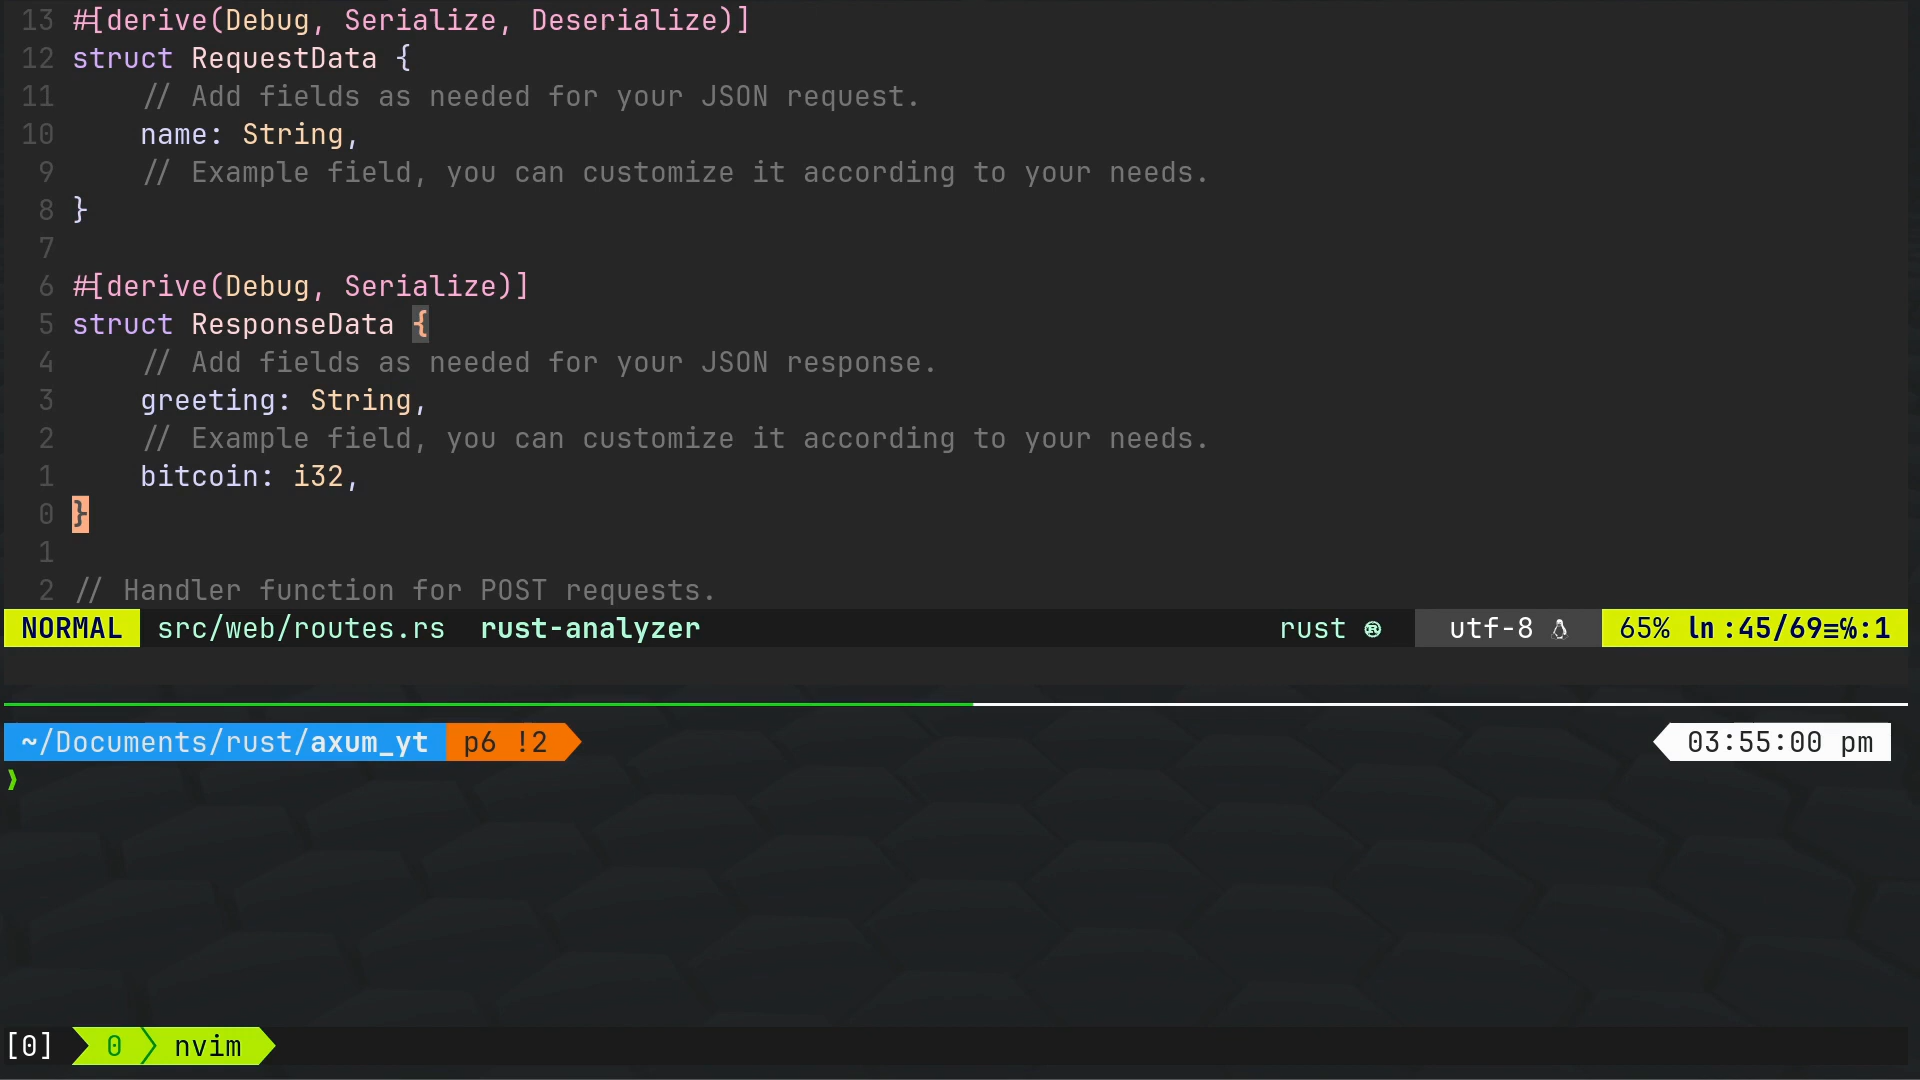 13 #[derive(Debug, Serialize, Deserialize)]
12 struct RequestData {
11     // Add fields as needed for your JSON request.
10     name: String,
 9     // Example field, you can customize it according to your needs.
 8 }
 7
 6 #[derive(Debug, Serialize)]
 5 struct ResponseData {
 4     // Add fields as needed for your JSON response.
 3     greeting: String,
 2     // Example field, you can customize it according to your needs.
 1     bitcoin: i32,
 0 }
 1
 2 // Handler function for POST requests.
NORMAL src/web/routes.rs rust-analyzer rust ® utf-8 65% ln :45/69≡℅:1
~/Documents/rust/axum_yt p6 !2 03:55:00 pm
❯
[0] 0 nvim